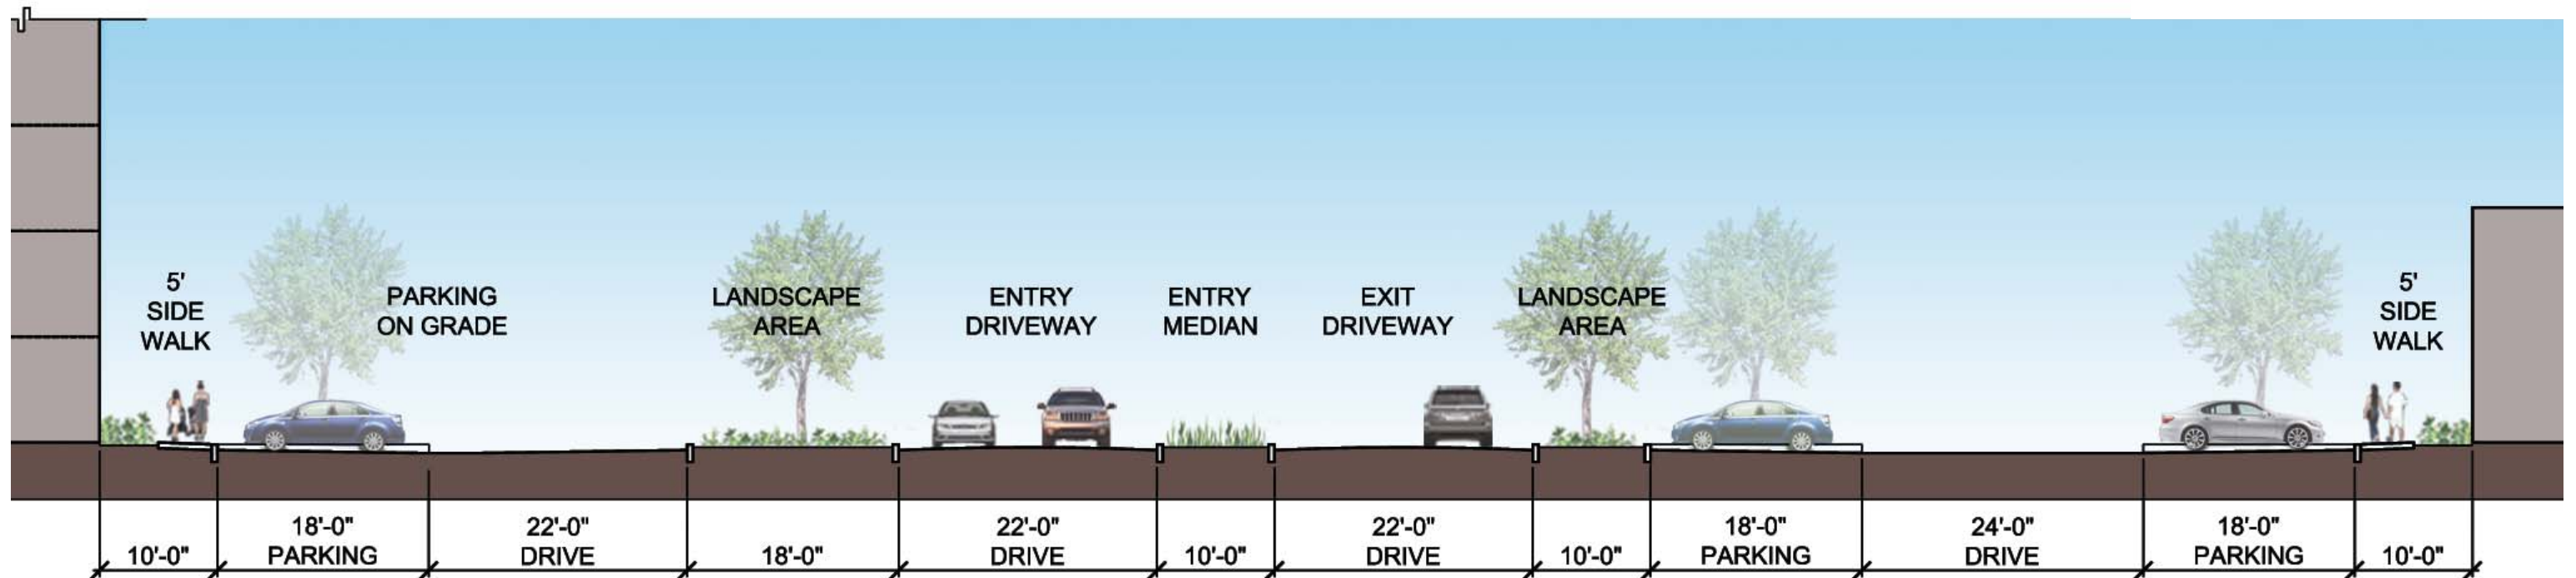 5'
SIDE
WALK
PARKING
ON GRADE
LANDSCAPE
AREA
ENTRY
DRIVEWAY
ENTRY
MEDIAN
EXIT
DRIVEWAY
LANDSCAPE
AREA
5'
SIDE
WALK
10'-0"
18'-0"
PARKING
22'-0"
DRIVE
18'-0"
22'-0"
DRIVE
10'-0"
22'-0"
DRIVE
10'-0"
18'-0"
PARKING
24'-0"
DRIVE
18'-0"
PARKING
10'-0"